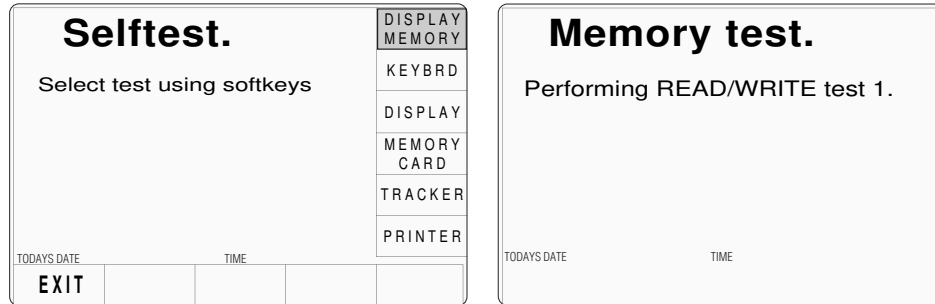 Selftest.
Select test using softkeys
DISPLAY
MEMORY
KEYBRD
DISPLAY
MEMORY
CARD
TRACKER
PRINTER
TODAYS DATE TIME
EXIT
Memory test.
Performing READ/WRITE test 1.
TODAYS DATE TIME